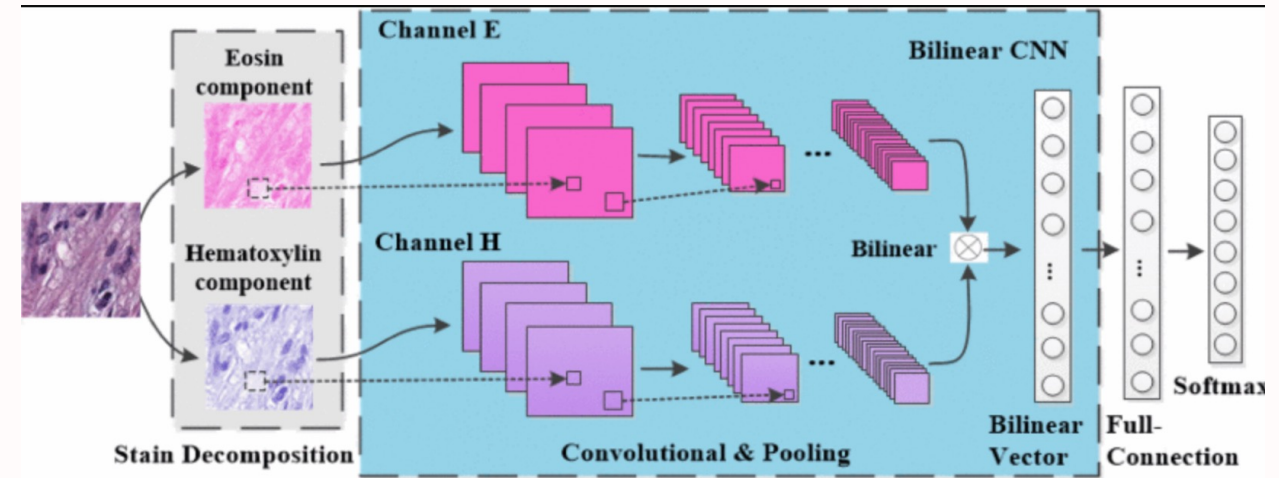 Channel E
Bilinear CNN
Eosin
component
Hematoxylin
component
Channel H
Bilinear
Stain Decomposition
Convolutional & Pooling
Bilinear
Vector
Full-
Connection
Softmax